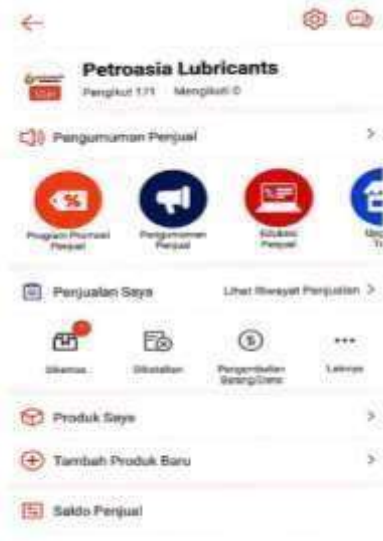 Petroasia Lubricants
Pengikut 171 Mengikuti 0
Pengumuman Penjual
Program Promosi Penjual
Pengumuman Penjual
Edukasi Penjual
Penjualan Saya
Lihat Riwayat Penjualan
Dikemas
Dibatalkan
Pengembalian Barang/Dana
Lainnya
Produk Saya
Tambah Produk Baru
Saldo Penjual